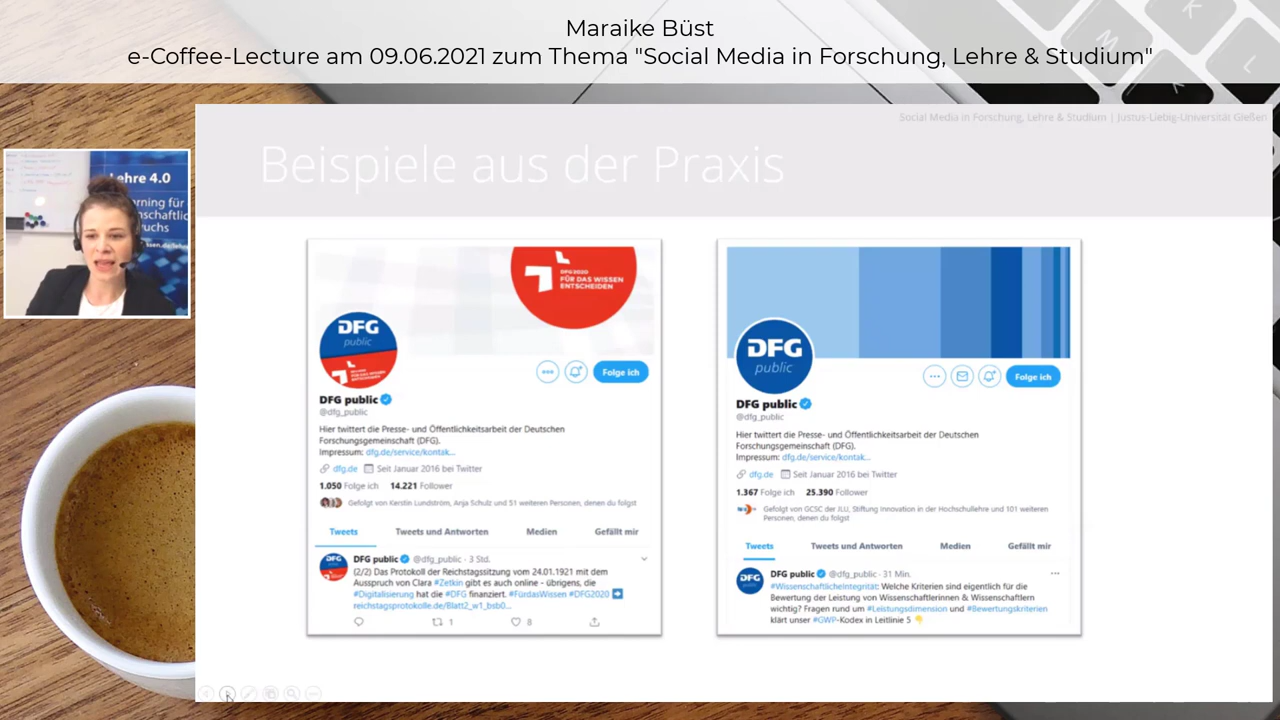 Maraike Büst
e-Coffee-Lecture am 09.06.2021 zum Thema "Social Media in Forschung, Lehre & Studium"
Social Media in Forschung, Lehre & Studium | Justus-Liebig-Universität Gießen
Beispiele aus der Praxis
Lehre 4.0
rning für
nschaftlic
uchs
DFG2020
FÜR DAS WISSEN
ENTSCHEIDEN
DFG
public
Folge ich
DFG public
@dfg_public
Hier twittert die Presse- und Öffentlichkeitsarbeit der Deutschen
Forschungsgemeinschaft (DFG).
Impressum: dfg.de/service/kontak...
dfg.de Seit Januar 2016 bei Twitter
1.050 Folge ich 14.221 Follower
Gefolgt von Kerstin Lundström, Anja Schulz und 51 weiteren Personen, denen du folgst
Tweets Tweets und Antworten Medien Gefällt mir
DFG public @dfg_public · 3 Std.
(2/2) Das Protokoll der Reichstagssitzung vom 24.01.1921 mit dem
Ausspruch von Clara #Zetkin gibt es auch online - übrigens, die
#Digitalisierung hat die #DFG finanziert. #FürdasWissen #DFG2020 ➡
reichstagsprotokolle.de/Blatt2_w1_bsb0...
1 8
DFG
public
Folge ich
DFG public
@dfg_public
Hier twittert die Presse- und Öffentlichkeitsarbeit der Deutschen
Forschungsgemeinschaft (DFG).
Impressum: dfg.de/service/kontak...
dfg.de Seit Januar 2016 bei Twitter
1.367 Folge ich 25.390 Follower
Gefolgt von GCSC der JLU, Stiftung Innovation in der Hochschullehre und 101 weiteren
Personen, denen du folgst
Tweets Tweets und Antworten Medien Gefällt mir
DFG public @dfg_public · 31 Min.
#Wissenschaftlicheintegrität: Welche Kriterien sind eigentlich für die
Bewertung der Leistung von Wissenschaftlerinnen & Wissenschaftlern
wichtig? Fragen rund um #Leistungsdimension und #Bewertungskriterien
klärt unser #GWP-Kodex in Leitlinie 5 👇
K
M
L